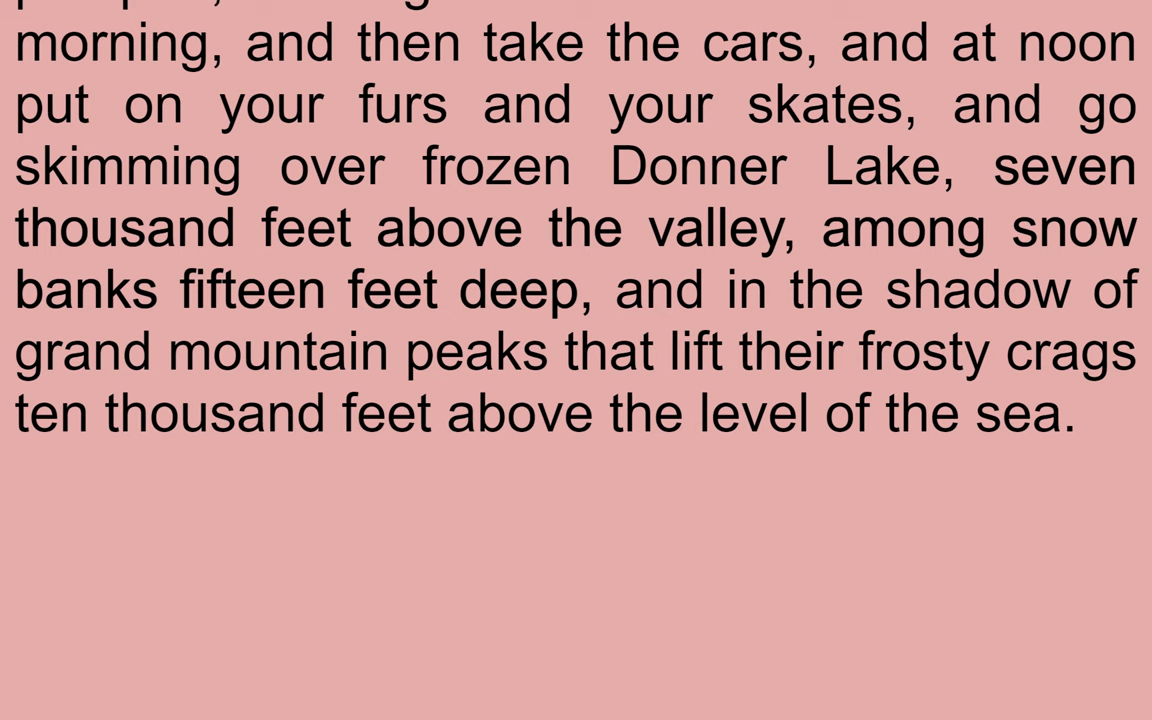 morning, and then take the cars, and at noon
put on your furs and your skates, and go
skimming over frozen Donner Lake, seven
thousand feet above the valley, among snow
banks fifteen feet deep, and in the shadow of
grand mountain peaks that lift their frosty crags
ten thousand feet above the level of the sea.